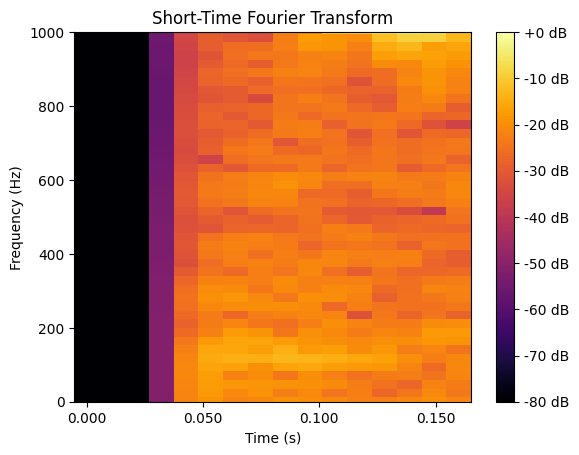 Short-Time Fourier Transform
1000
800
600
400
200
0
Frequency (Hz)
0.000
0.050
0.100
0.150
Time (s)
+0 dB
-10 dB
-20 dB
-30 dB
-40 dB
-50 dB
-60 dB
-70 dB
-80 dB